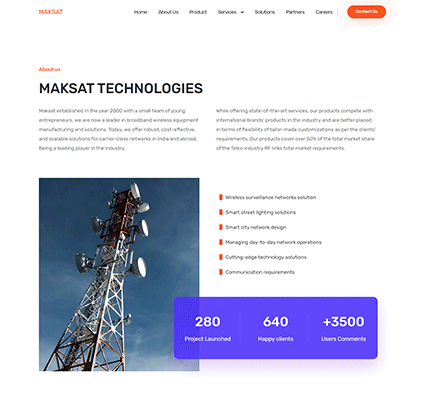 MAKSAT
Home About Us Product Services Solutions Partners Careers Contact Us
About us
MAKSAT TECHNOLOGIES
Maksat established in the year 2000 with a small team of young
entrepreneurs, we are now a leader in broadband wireless equipment
manufacturing and solutions. Today, we offer robust, cost-effective,
and scalable solutions for carrier-class networks in India and abroad.
Being a leading player in the industry.
While offering state-of-the-art services, our products compete with
international brands' products in the industry and are better placed
in terms of flexibility of tailor-made customizations as per the clients'
requirements. Our products cover over 50% of the total market share
of the Telco industry RF links total market requirements.
Wireless surveillance networks solution
Smart street lighting solutions
Smart city network design
Managing day-to-day network operations
Cutting-edge technology solutions
Communication requirements
280 640 +3500
Project Launched Happy clients Users Comments